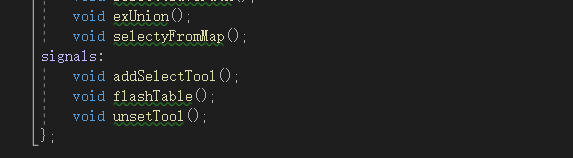 void exUnion();
void selectyFromMap();
signals:
void addSelectTool();
void flashTable();
void unsetTool();
};